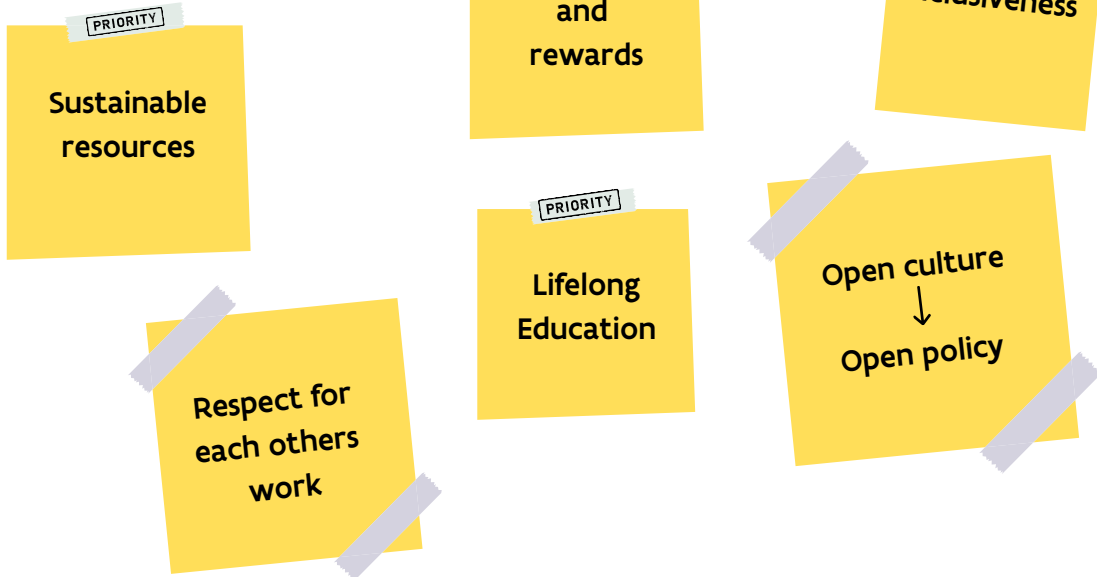 PRIORITY
Sustainable
resources
and
rewards
PRIORITY
Lifelong
Education
Open culture
Open policy
Respect for
each others
work